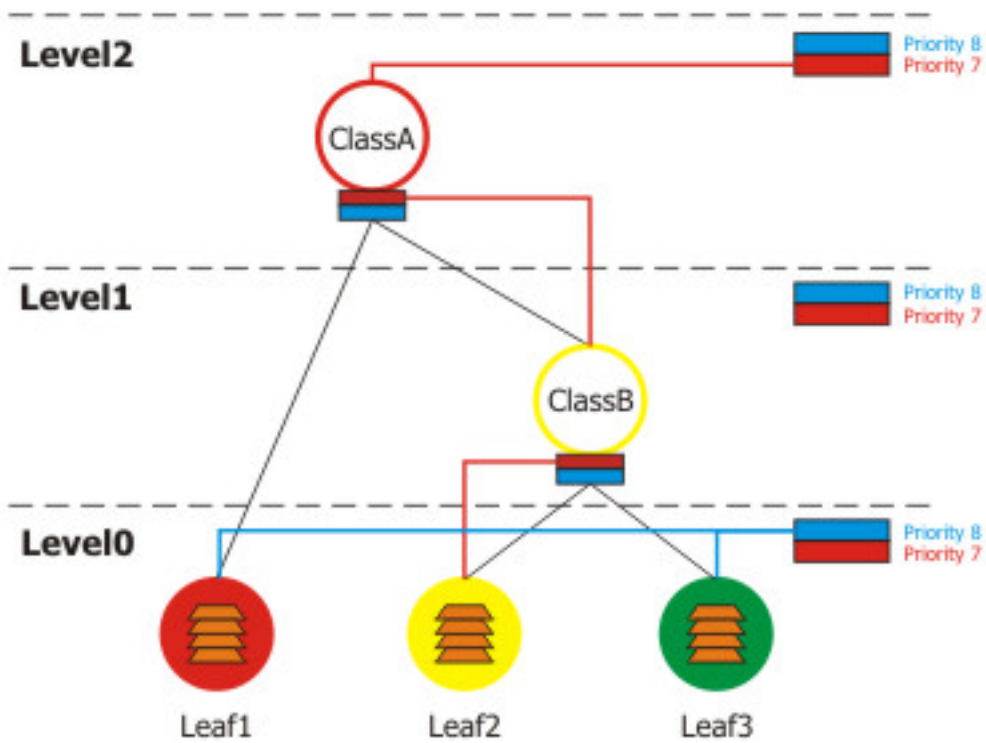 Level2
Priority 8
Priority 7
ClassA
Level1
Priority 8
Priority 7
ClassB
Level0
Priority 8
Priority 7
Leaf1
Leaf2
Leaf3